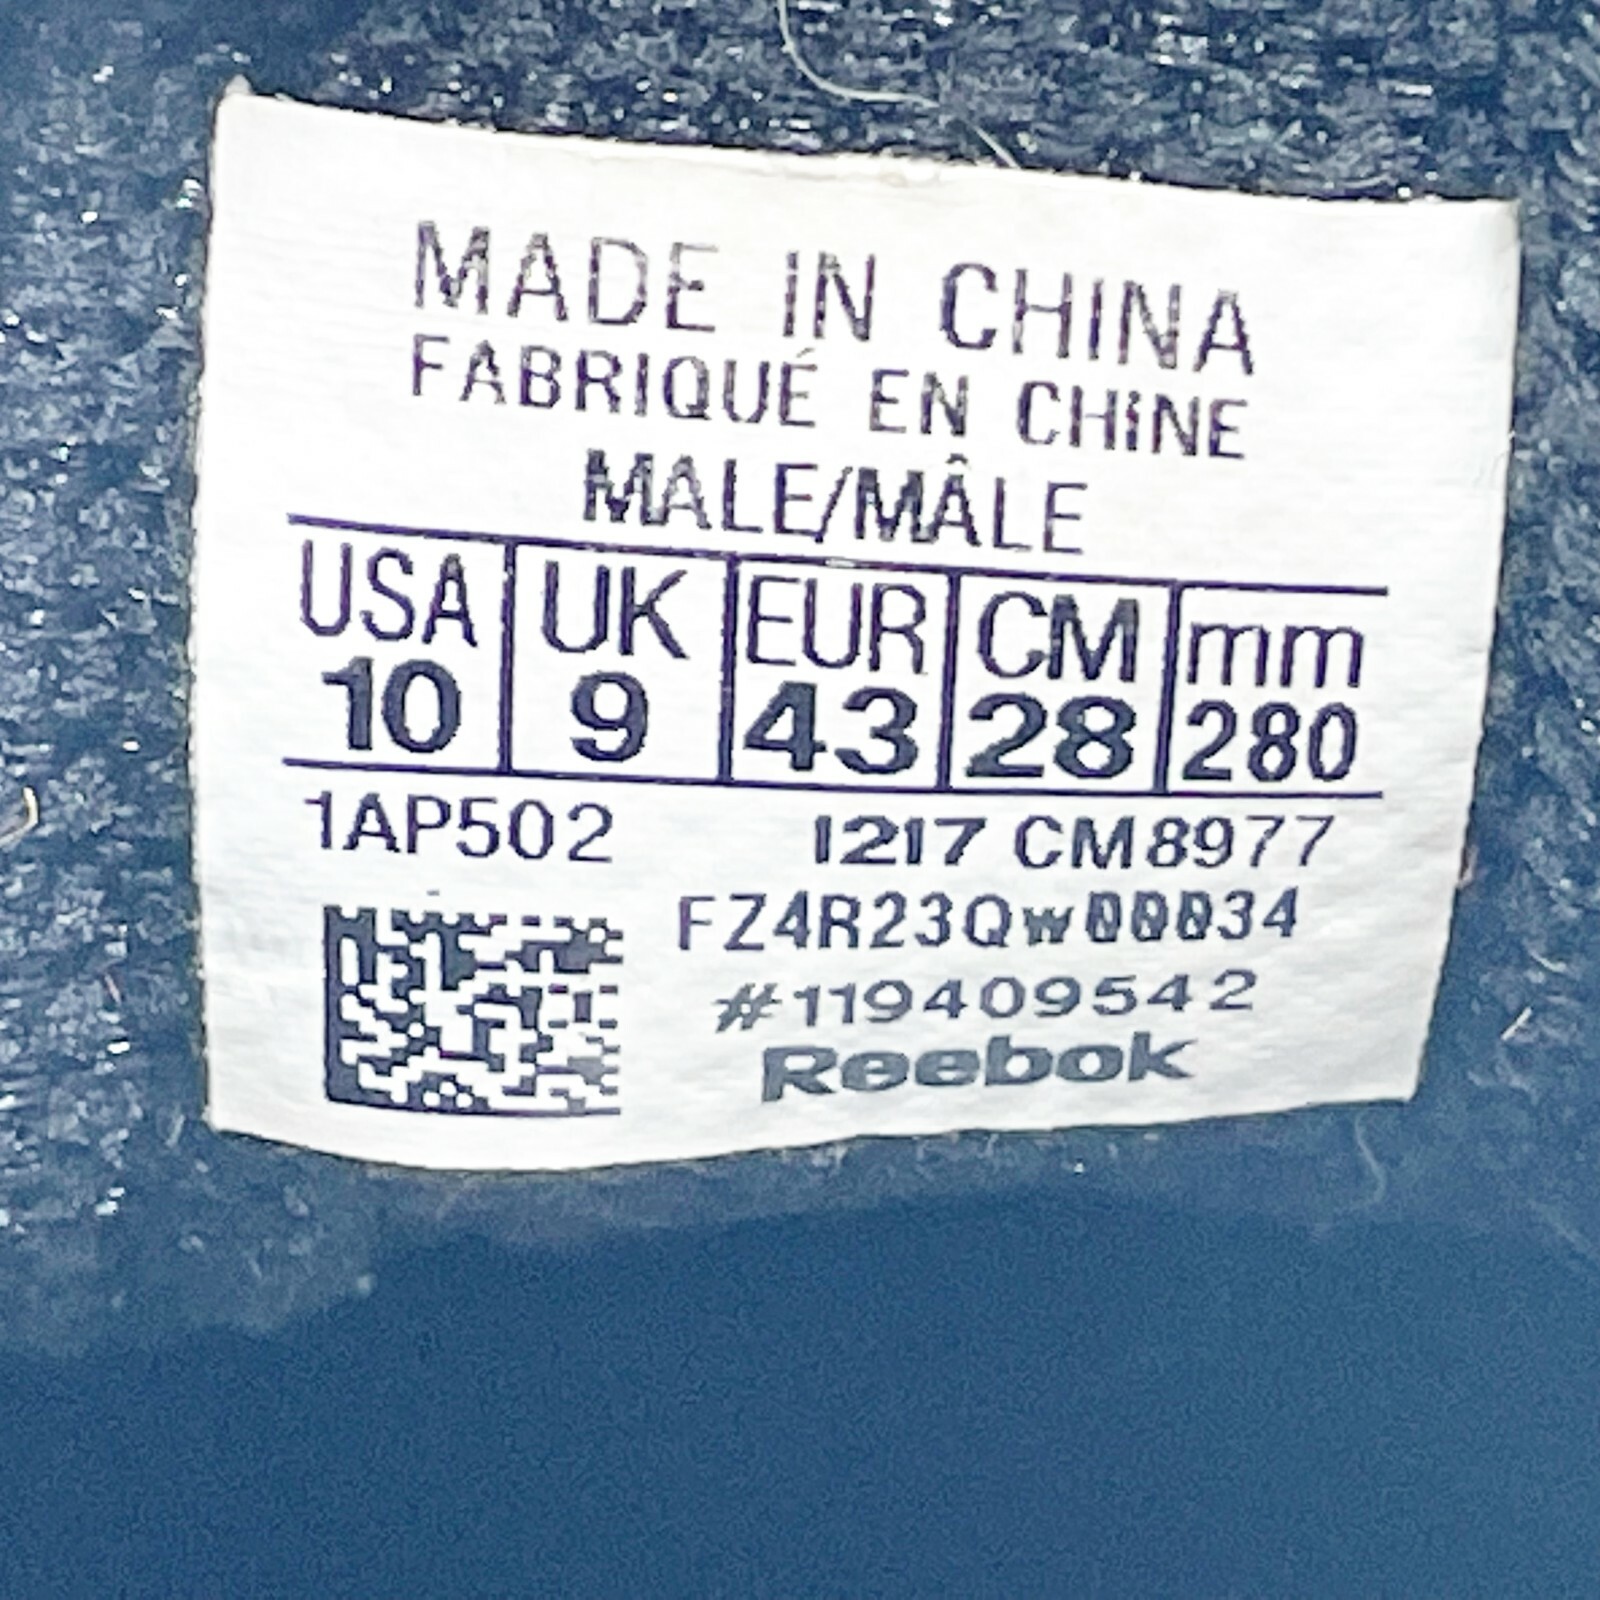 MADE IN CHINA
FABRIQUÉ EN CHINE
MALE/MÂLE
USA UK EUR CM mm
10 9 43 28 280
1AP502 1217 CM8977
FZ4R23Qw00034
#119409542
Reebok